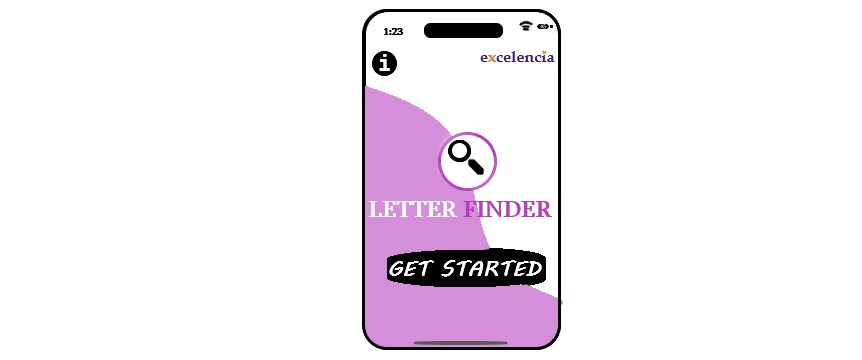 1:23
excelencia
LETTER FINDER
GET STARTED